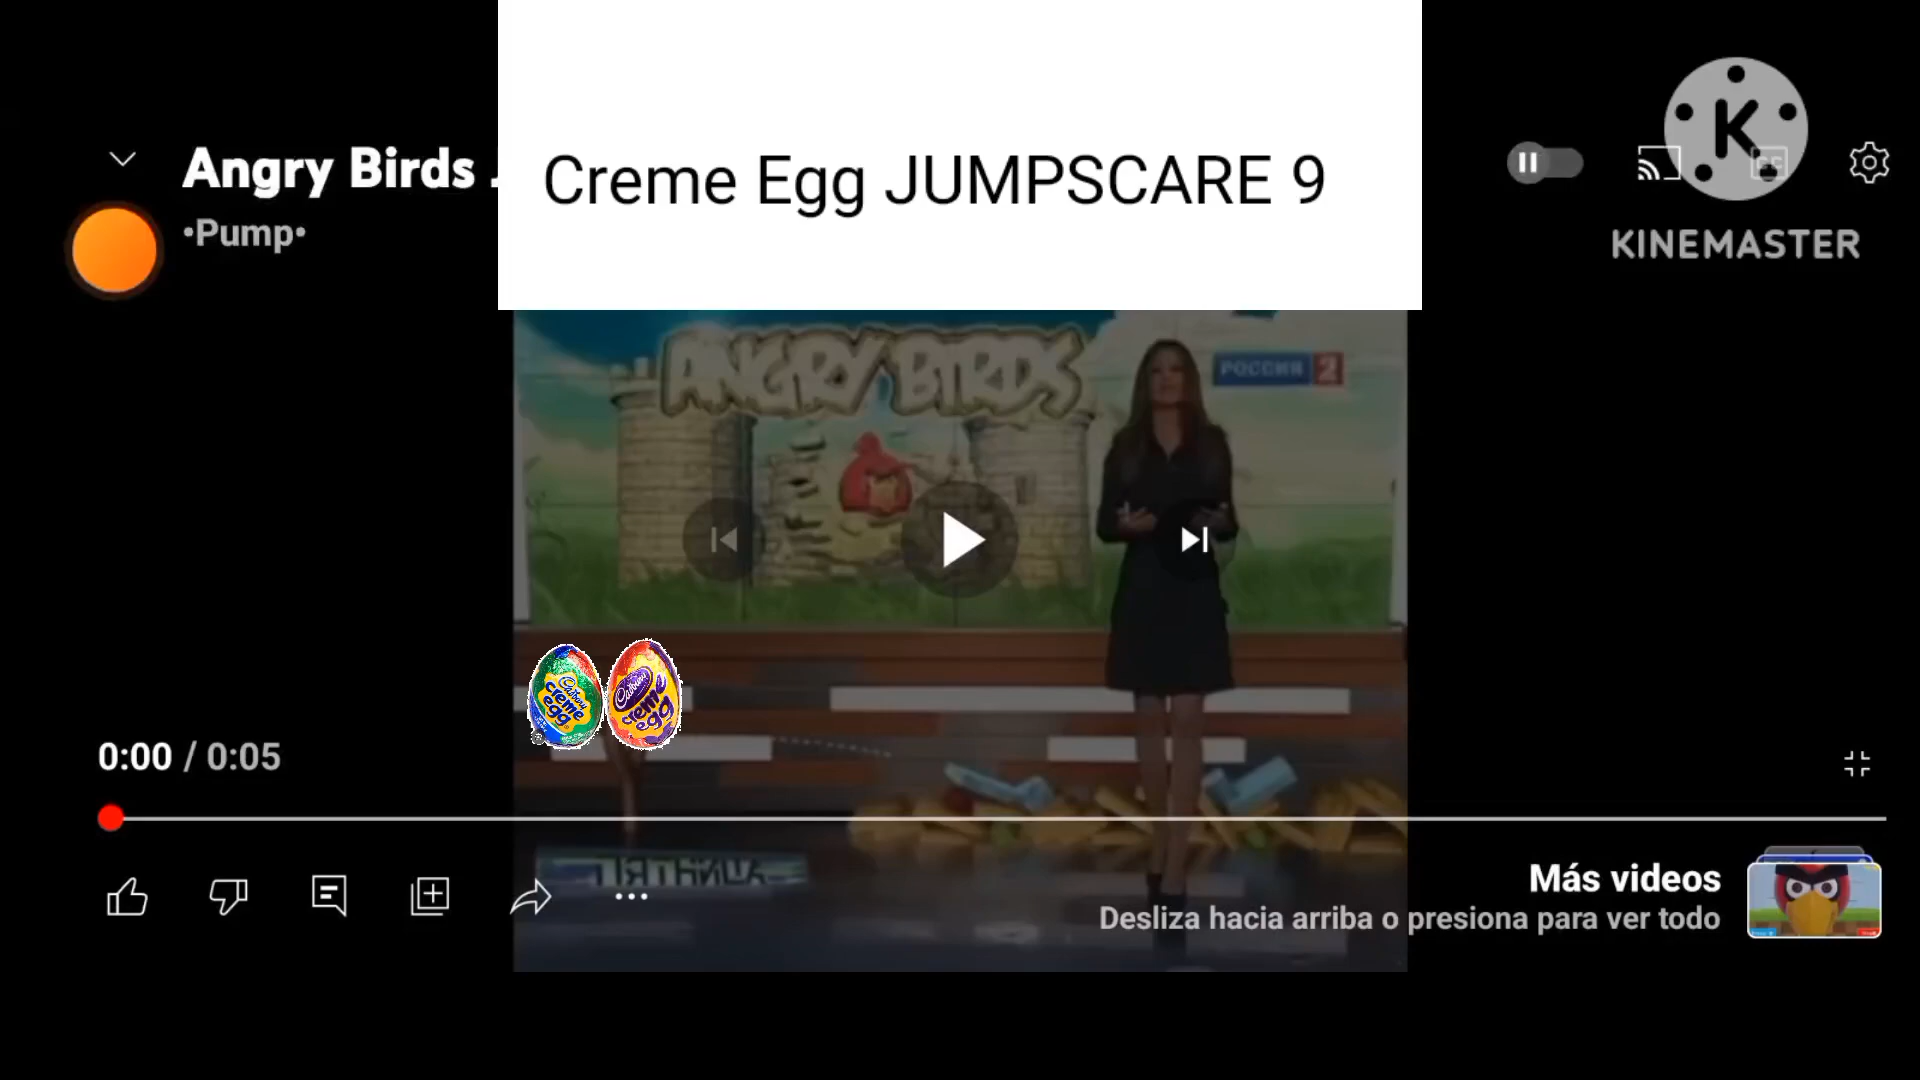 Creme Egg JUMPSCARE 9
Angry Birds
•Pump•
KINEMASTER
ANGRY BIRDS
РОССИЯ 2
Cadbury creme egg
Cadbury creme egg
0:00 / 0:05
ПЯТНИЦА
Más videos
Desliza hacia arriba o presiona para ver todo